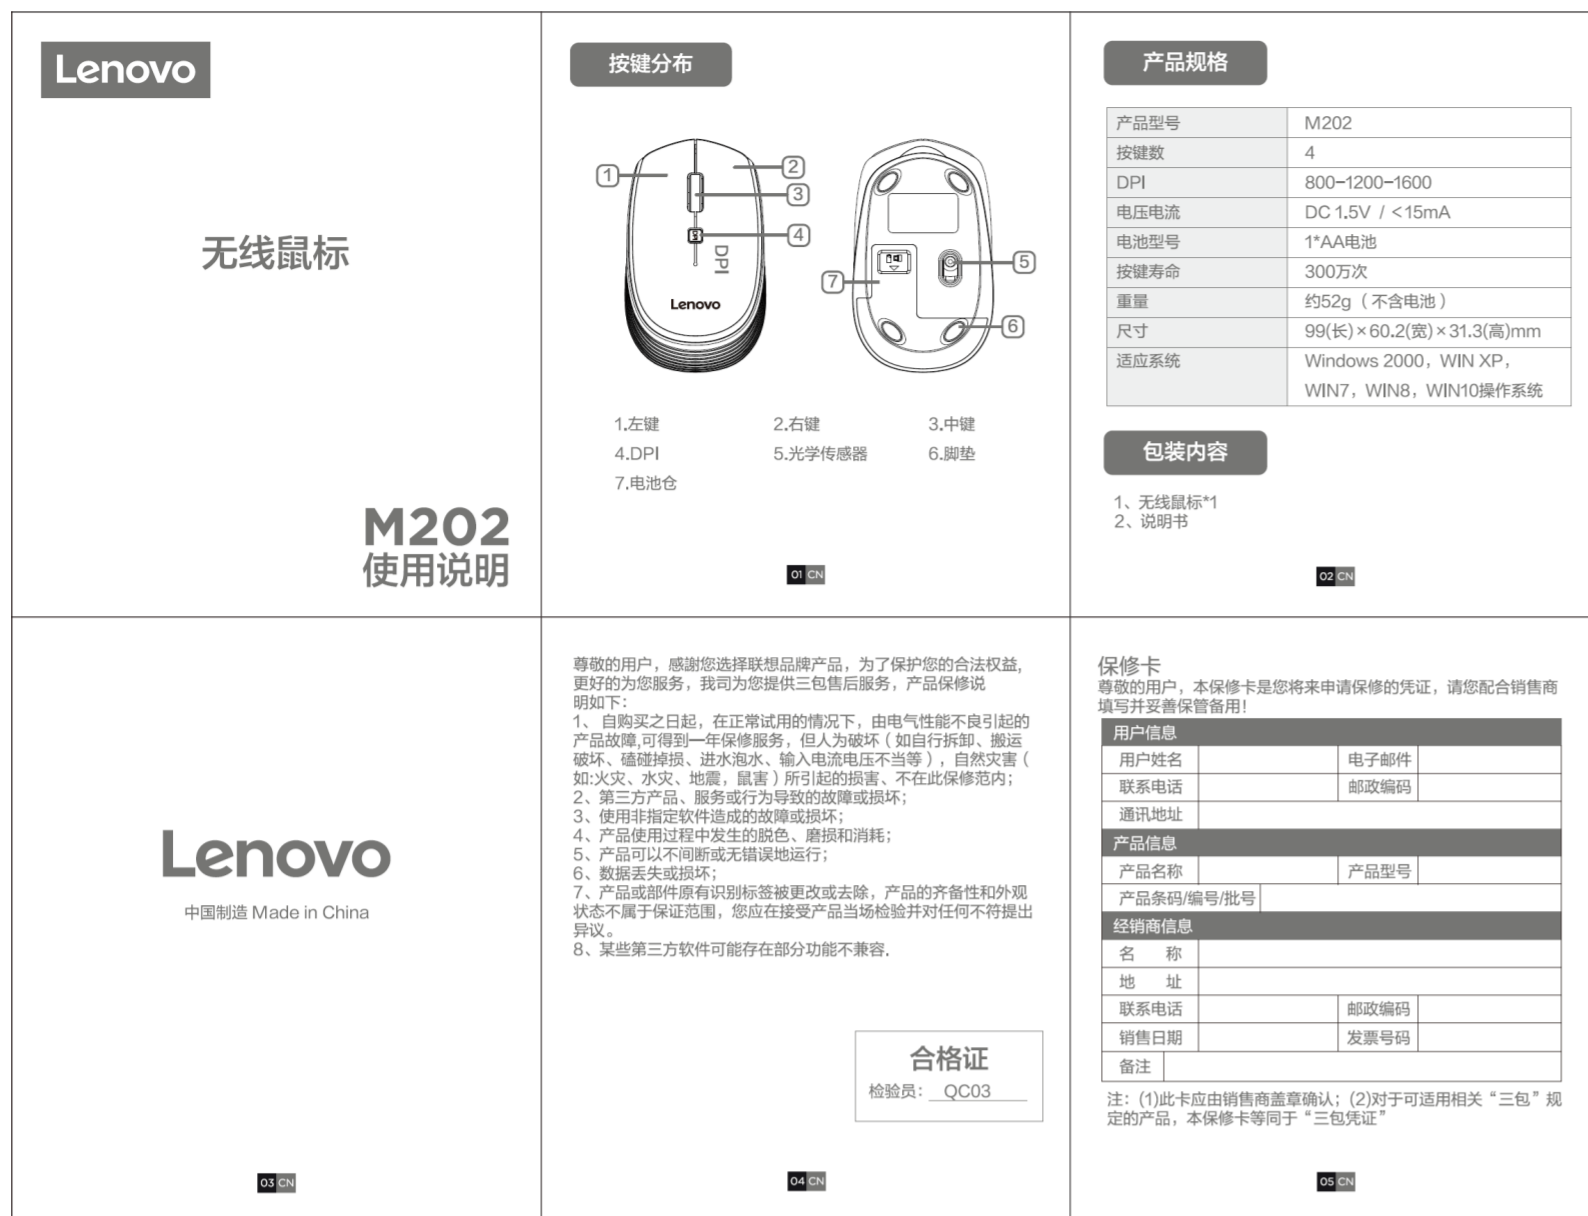 Lenovo
无线鼠标
M202
使用说明
按键分布
1
2
3
4
DPI
Lenovo
5
6
7
1.左键 2.右键 3.中键
4.DPI 5.光学传感器 6.脚垫
7.电池仓
01 CN
产品规格
产品型号 M202
按键数 4
DPI 800-1200-1600
电压电流 DC 1.5V / <15mA
电池型号 1*AA电池
按键寿命 300万次
重量 约52g（不含电池）
尺寸 99(长)×60.2(宽)×31.3(高)mm
适应系统 Windows 2000，WIN XP，
WIN7，WIN8，WIN10操作系统
包装内容
1、无线鼠标*1
2、说明书
02 CN
Lenovo
中国制造 Made in China
03 CN
尊敬的用户，感谢您选择联想品牌产品，为了保护您的合法权益,
更好的为您服务，我司为您提供三包售后服务，产品保修说
明如下：
1、 自购买之日起，在正常试用的情况下，由电气性能不良引起的
产品故障,可得到一年保修服务，但人为破坏（如自行拆卸、搬运
破坏、磕碰掉损、进水泡水、输入电流电压不当等），自然灾害（
如:火灾、水灾、地震，鼠害）所引起的损害、不在此保修范内；
2、第三方产品、服务或行为导致的故障或损坏；
3、使用非指定软件造成的故障或损坏；
4、产品使用过程中发生的脱色、磨损和消耗；
5、产品可以不间断或无错误地运行；
6、数据丢失或损坏；
7、产品或部件原有识别标签被更改或去除，产品的齐备性和外观
状态不属于保证范围，您应在接受产品当场检验并对任何不符提出
异议。
8、某些第三方软件可能存在部分功能不兼容.
合格证
检验员： QC03
04 CN
保修卡
尊敬的用户，本保修卡是您将来申请保修的凭证，请您配合销售商
填写并妥善保管备用！
用户信息
用户姓名 电子邮件
联系电话 邮政编码
通讯地址
产品信息
产品名称 产品型号
产品条码/编号/批号
经销商信息
名 称
地 址
联系电话 邮政编码
销售日期 发票号码
备注
注：(1)此卡应由销售商盖章确认；(2)对于可适用相关“三包”规
定的产品，本保修卡等同于“三包凭证”
05 CN